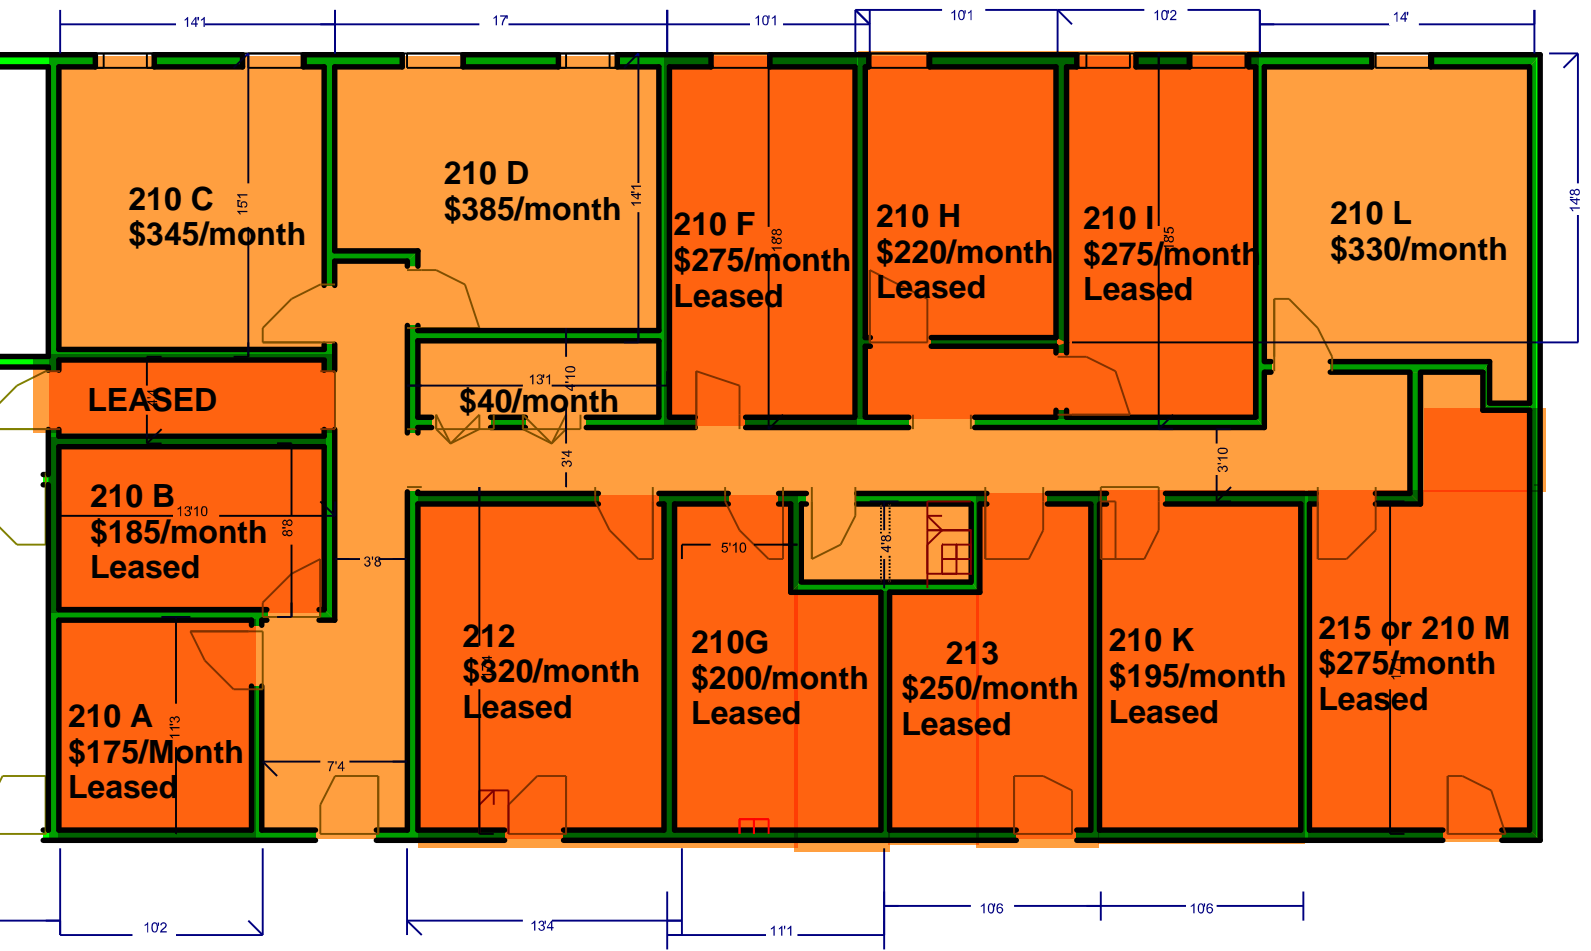 14'1
17'
10'1
10'1
10'2
14'
210 C
$345/month
15'1
210 D
$385/month
14'1
210 F
$275/month
Leased
18'8
210 H
$220/month
Leased
210 I
$275/month
Leased
18'5
210 L
$330/month
14'8
LEASED
13'1
4'10
$40/month
3'4
3'10
210 B
$185/month
Leased
13'10
8'8
3'8
5'10
4'8
212
$320/month
Leased
210G
$200/month
Leased
213
$250/month
Leased
210 K
$195/month
Leased
215 or 210 M
$275/month
Leased
210 A
$175/Month
Leased
11'3
7'4
10'2
13'4
11'1
10'6
10'6